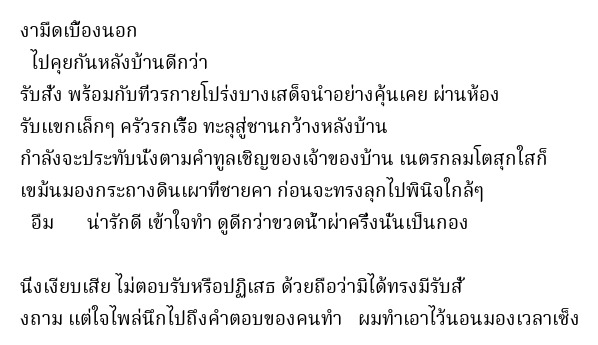 งามืดเบื้องนอก
ไปคุยกันหลังบ้านดีกว่า
รับสั่ง พร้อมกับที่วรกายโปร่งบางเสด็จนำอย่างคุ้นเคย ผ่านห้อง
รับแขกเล็กๆ ครัวรกเรื้อ ทะลุสู่ชานกว้างหลังบ้าน
กำลังจะประทับนั่งตามคำทูลเชิญของเจ้าของบ้าน เนตรกลมโตสุกใสก็
เขม้นมองกระถางดินเผาที่ชายคา ก่อนจะทรงลุกไปพินิจใกล้ๆ
อืม น่ารักดี เข้าใจทำ ดูดีกว่าขวดน้ำผ่าครึ่งนั่นเป็นกอง
นึ่งเงียบเสีย ไม่ตอบรับหรือปฏิเสธ ด้วยถือว่ามิได้ทรงมีรับสั่
งถาม แต่ใจไพล่นึกไปถึงคำตอบของคนทำ ผมทำเอาไว้นอนมองเวลาเซ็ง